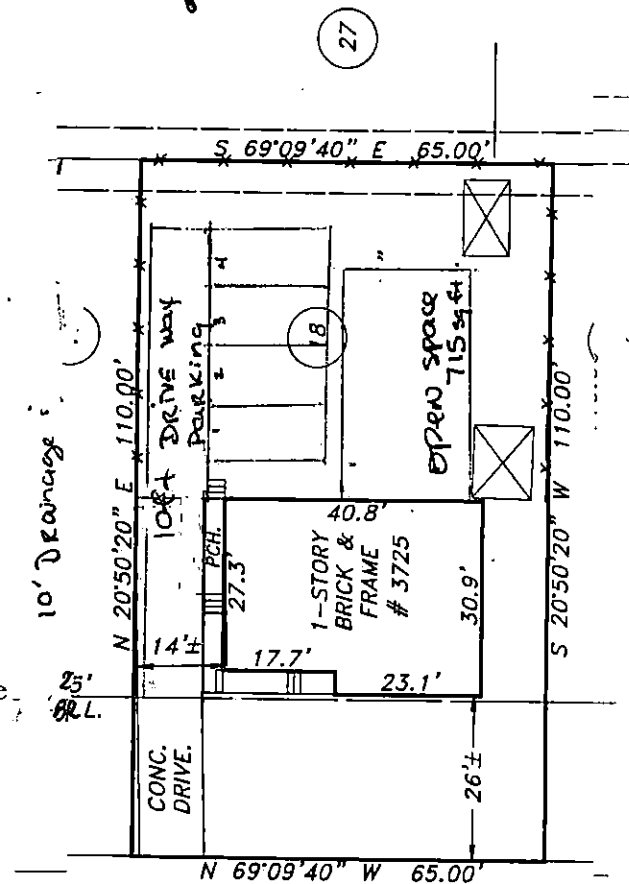 27
S 69°09'40" E 65.00'
10' Drainage
N 20°50'20" E 110.00'
10ft DRIVE way
Parking
1
2
3
4
18
OPEN Space
715 sq ft.
S 20°50'20" W 110.00'
PCH.
40.8'
27.3'
1-STORY
BRICK &
FRAME
# 3725
30.9'
14'±
17.7'
23.1'
25'
BRL.
CONC.
DRIVE.
26'±
N 69°09'40" W 65.00'